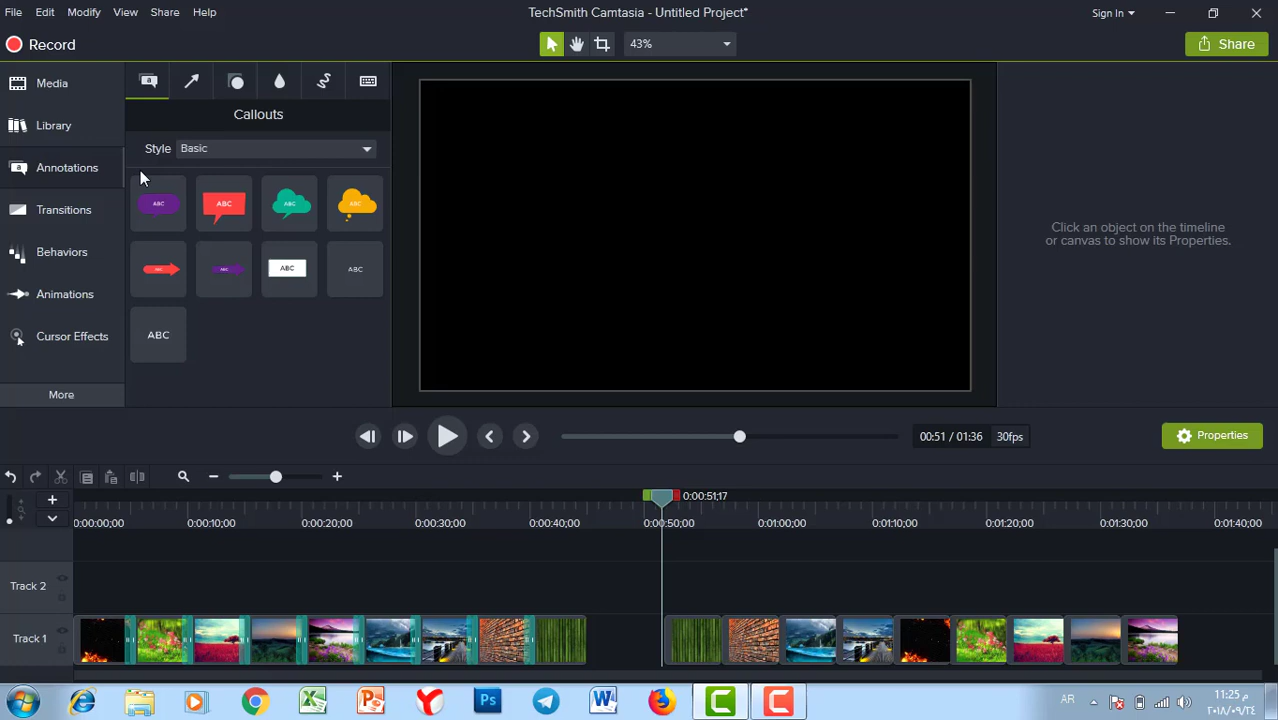 File Edit Modify View Share Help TechSmith Camtasia - Untitled Project* Sign In
Record 43% Share
Media
Library
Annotations
Transitions
Behaviors
Animations
Cursor Effects
More
Callouts
Style Basic
ABC ABC ABC ABC
ABC ABC ABC ABC
ABC
Click an object on the timeline
or canvas to show its Properties.
00:51 / 01:36 30fps Properties
0:00:51;17
0:00:00;00 0:00:10;00 0:00:20;00 0:00:30;00 0:00:40;00 0:00:50;00 0:01:00;00 0:01:10;00 0:01:20;00 0:01:30;00 0:01:40;00
Track 2
Track 1
AR
11:25 م
٢٠١٨/٠٩/٢٤